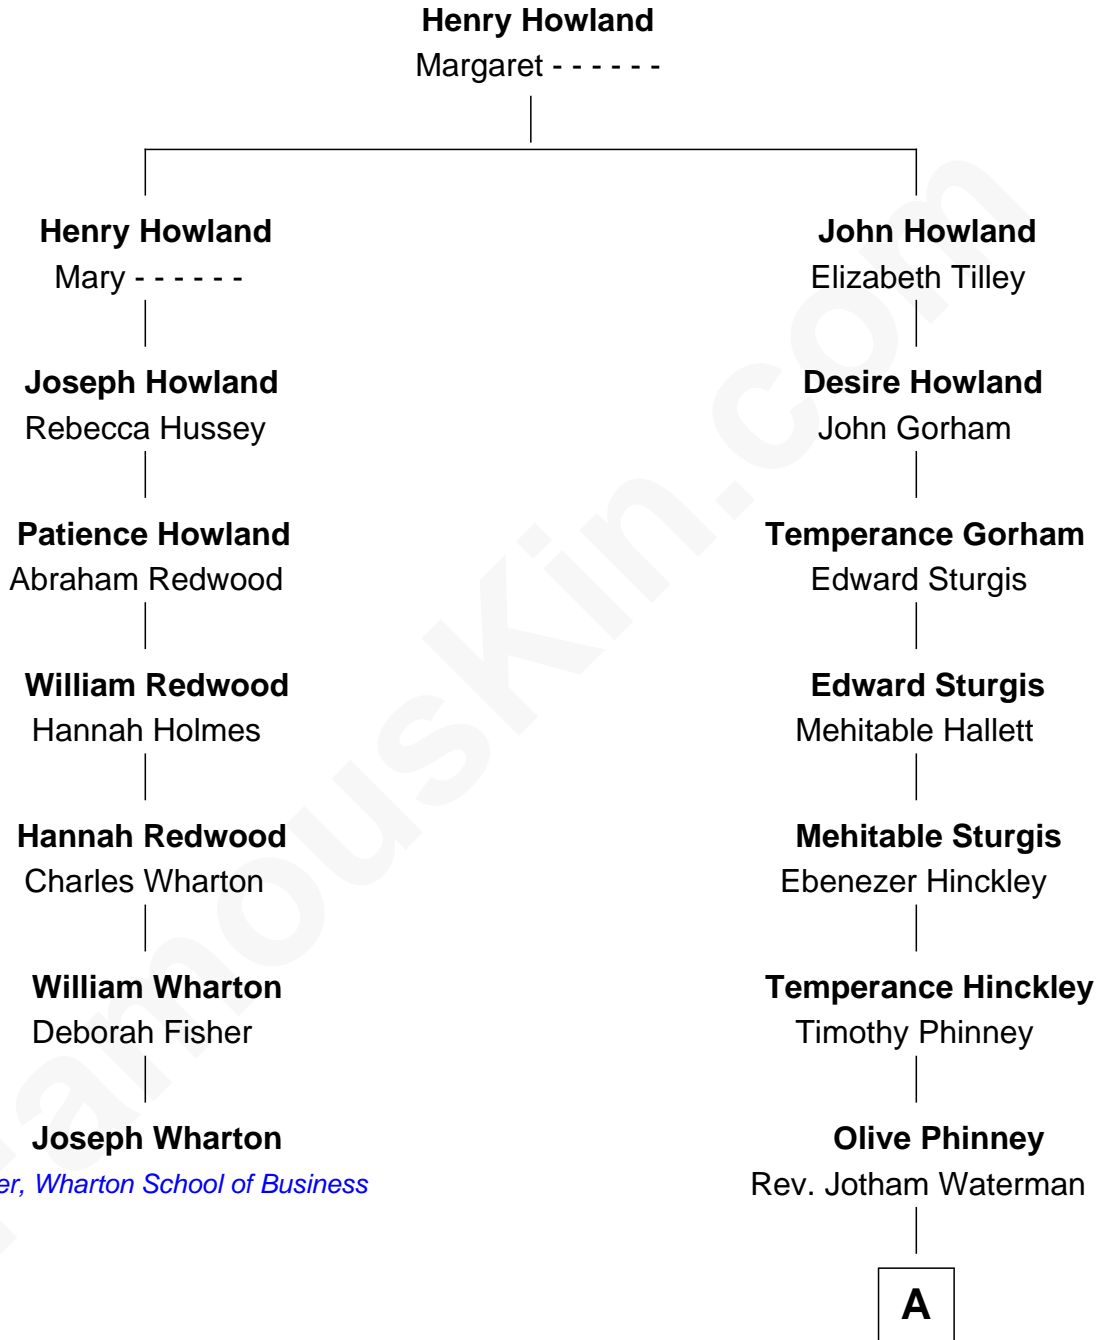 Henry Howland
Margaret - - - - - -
Henry Howland
Mary - - - - - -
John Howland
Elizabeth Tilley
Joseph Howland
Rebecca Hussey
Desire Howland
John Gorham
Patience Howland
Abraham Redwood
Temperance Gorham
Edward Sturgis
William Redwood
Hannah Holmes
Edward Sturgis
Mehitable Hallett
Hannah Redwood
Charles Wharton
Mehitable Sturgis
Ebenezer Hinckley
William Wharton
Deborah Fisher
Temperance Hinckley
Timothy Phinney
Joseph Wharton
Wharton School of Business
Olive Phinney
Rev. Jotham Waterman
A
FamousKin.com